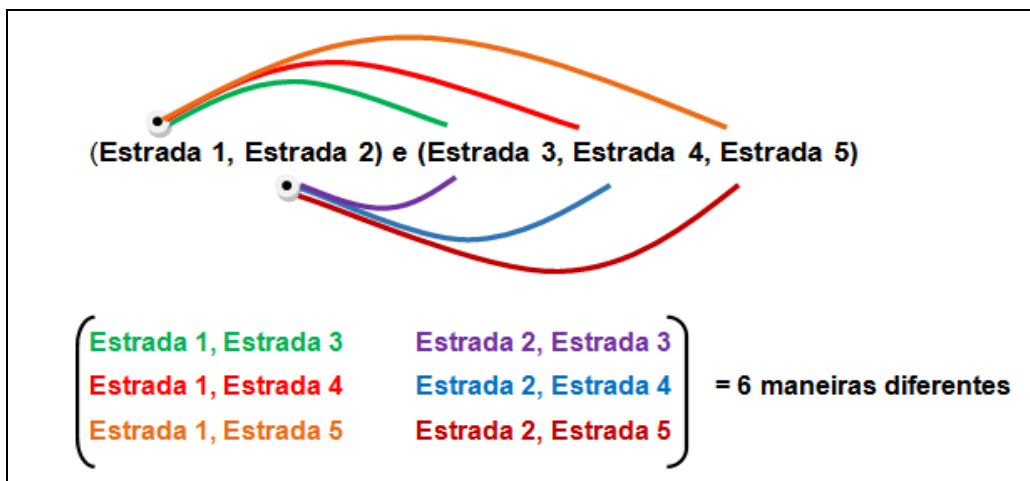 (Estrada 1, Estrada 2) e (Estrada 3, Estrada 4, Estrada 5)
Estrada 1, Estrada 3 Estrada 2, Estrada 3
Estrada 1, Estrada 4 Estrada 2, Estrada 4 = 6 maneiras diferentes
Estrada 1, Estrada 5 Estrada 2, Estrada 5